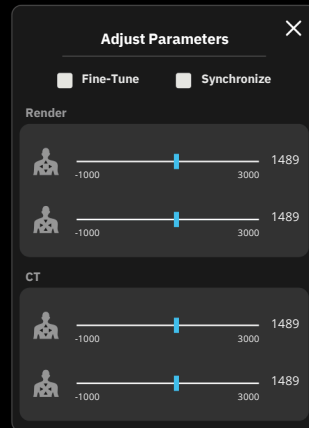 Adjust Parameters
Fine-Tune Synchronize
Render
1489
-1000 3000
1489
-1000 3000
CT
1489
-1000 3000
1489
-1000 3000